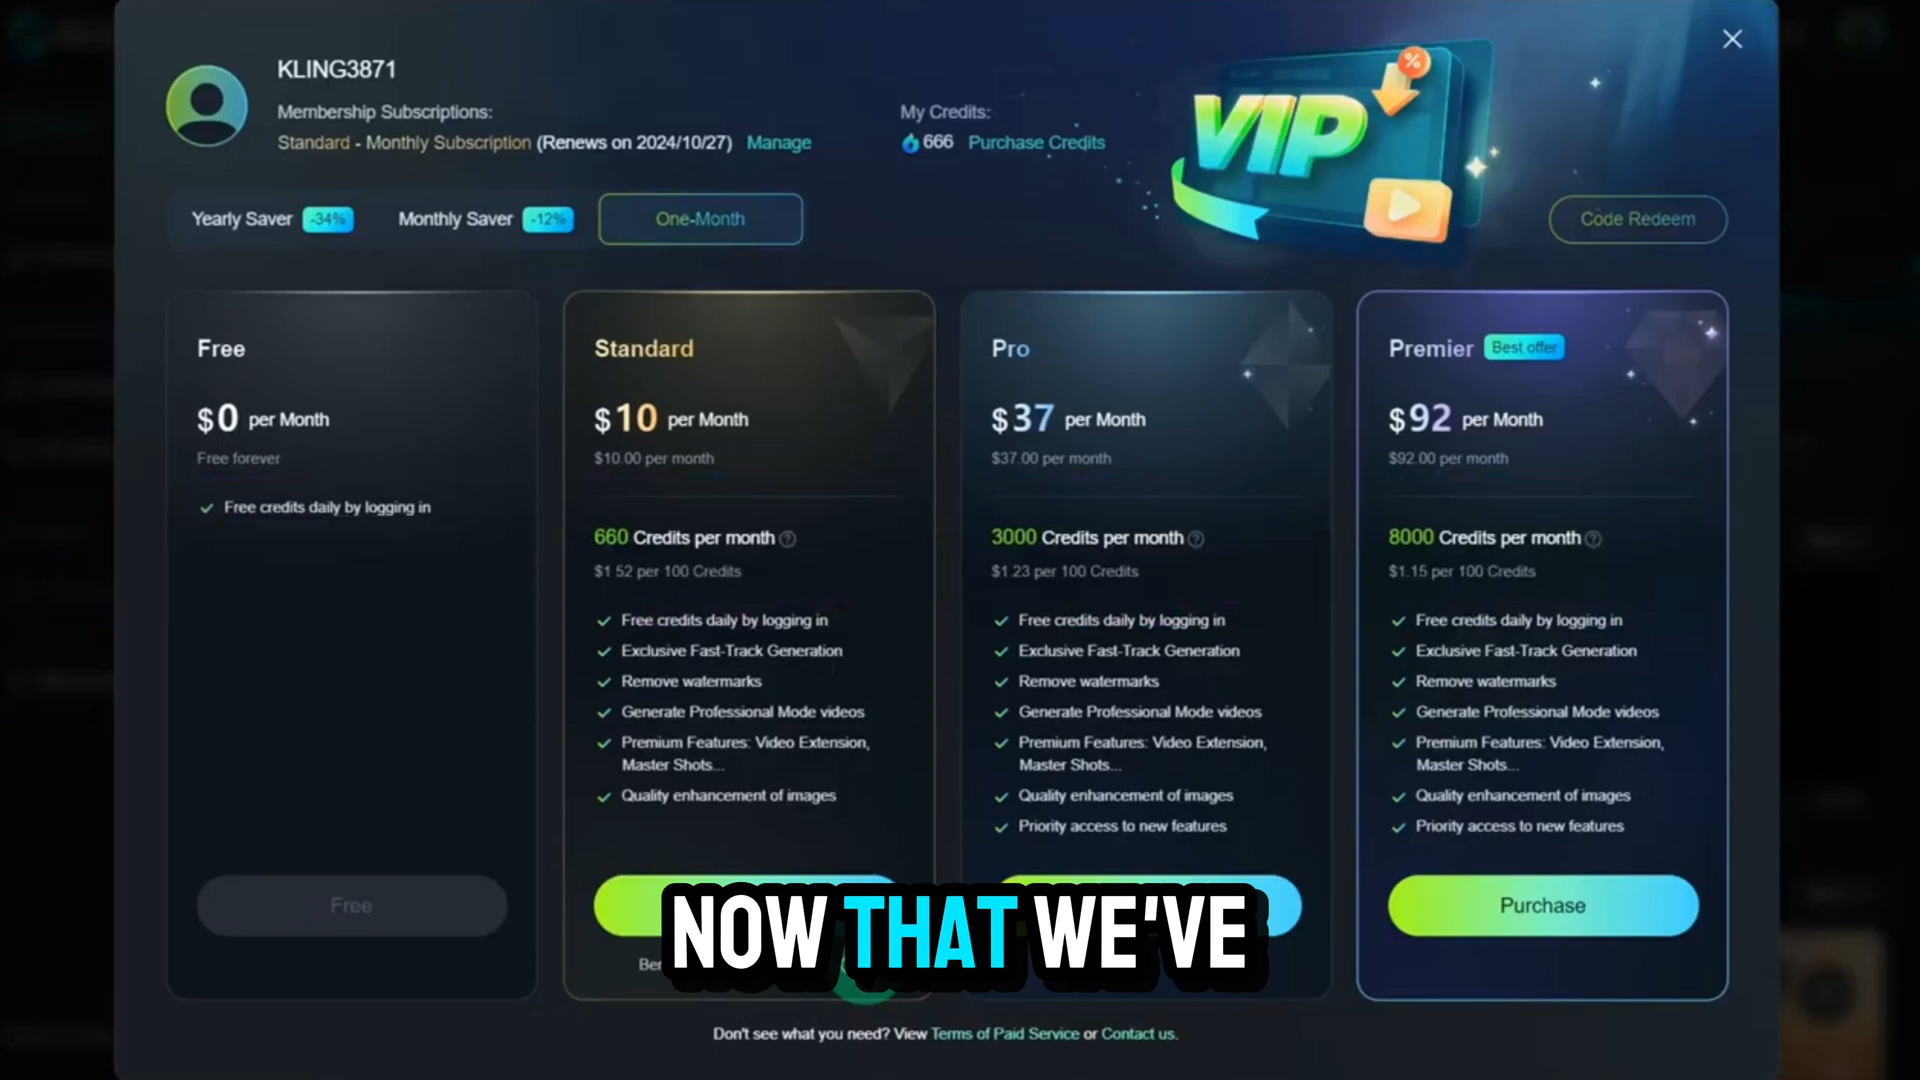 KLING3871
Membership Subscriptions:
Standard - Monthly Subscription (Renews on 2024/10/27) Manage
My Credits:
666 Purchase Credits
VIP
%
Yearly Saver -34% Monthly Saver -12% One-Month
Code Redeem
Free
$0 per Month
Free forever
Free credits daily by logging in
Free
Standard
$10 per Month
$10.00 per month
660 Credits per month
$1 52 per 100 Credits
Free credits daily by logging in
Exclusive Fast-Track Generation
Remove watermarks
Generate Professional Mode videos
Premium Features: Video Extension,
Master Shots...
Quality enhancement of images
Pro
$37 per Month
$37.00 per month
3000 Credits per month
$1.23 per 100 Credits
Free credits daily by logging in
Exclusive Fast-Track Generation
Remove watermarks
Generate Professional Mode videos
Premium Features: Video Extension,
Master Shots...
Quality enhancement of images
Priority access to new features
Premier Best offer
$92 per Month
$92.00 per month
8000 Credits per month
$1.15 per 100 Credits
Free credits daily by logging in
Exclusive Fast-Track Generation
Remove watermarks
Generate Professional Mode videos
Premium Features: Video Extension,
Master Shots...
Quality enhancement of images
Priority access to new features
Purchase
NOW THAT WE'VE
Don't see what you need? View Terms of Paid Service or Contact us.